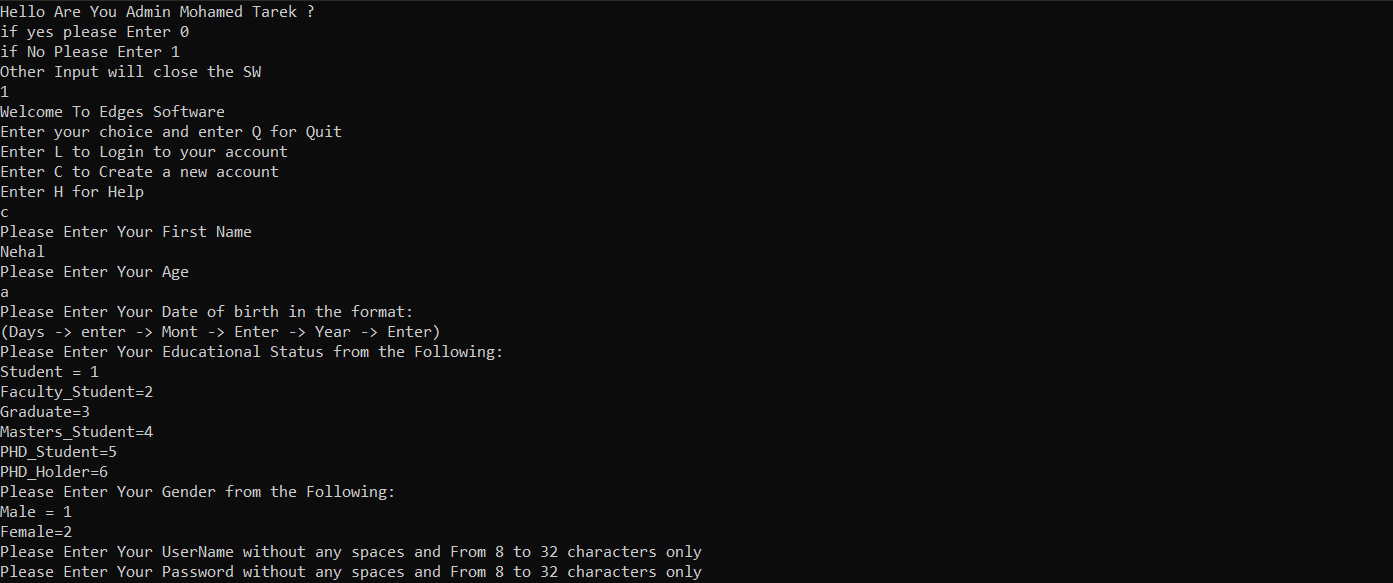 Hello Are You Admin Mohamed Tarek ?
if yes please Enter 0
if No Please Enter 1
Other Input will close the SW
1
Welcome To Edges Software
Enter your choice and enter Q for Quit
Enter L to Login to your account
Enter C to Create a new account
Enter H for Help
c
Please Enter Your First Name
Nehal
Please Enter Your Age
a
Please Enter Your Date of birth in the format:
(Days -> enter -> Mont -> Enter -> Year -> Enter)
Please Enter Your Educational Status from the Following:
Student = 1
Faculty_Student=2
Graduate=3
Masters_Student=4
PHD_Student=5
PHD_Holder=6
Please Enter Your Gender from the Following:
Male = 1
Female=2
Please Enter Your UserName without any spaces and From 8 to 32 characters only
Please Enter Your Password without any spaces and From 8 to 32 characters only